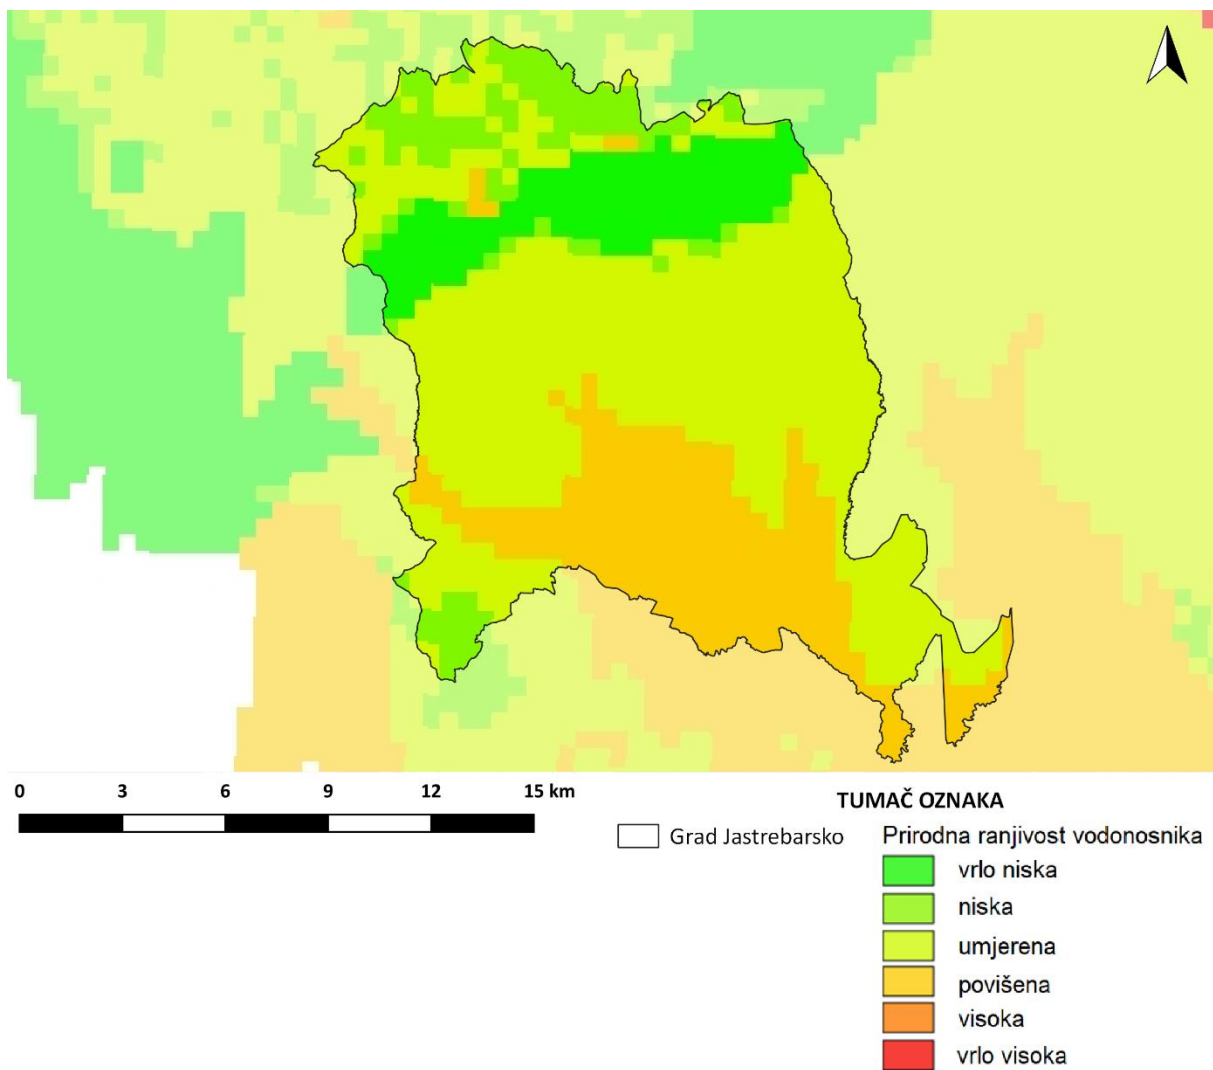 0 3 6 9 12 15 km
TUMAČ OZNAKA
Grad Jastrebarsko
Prirodna ranjivost vodonosnika
vrlo niska
niska
umjerena
povišena
visoka
vrlo visoka